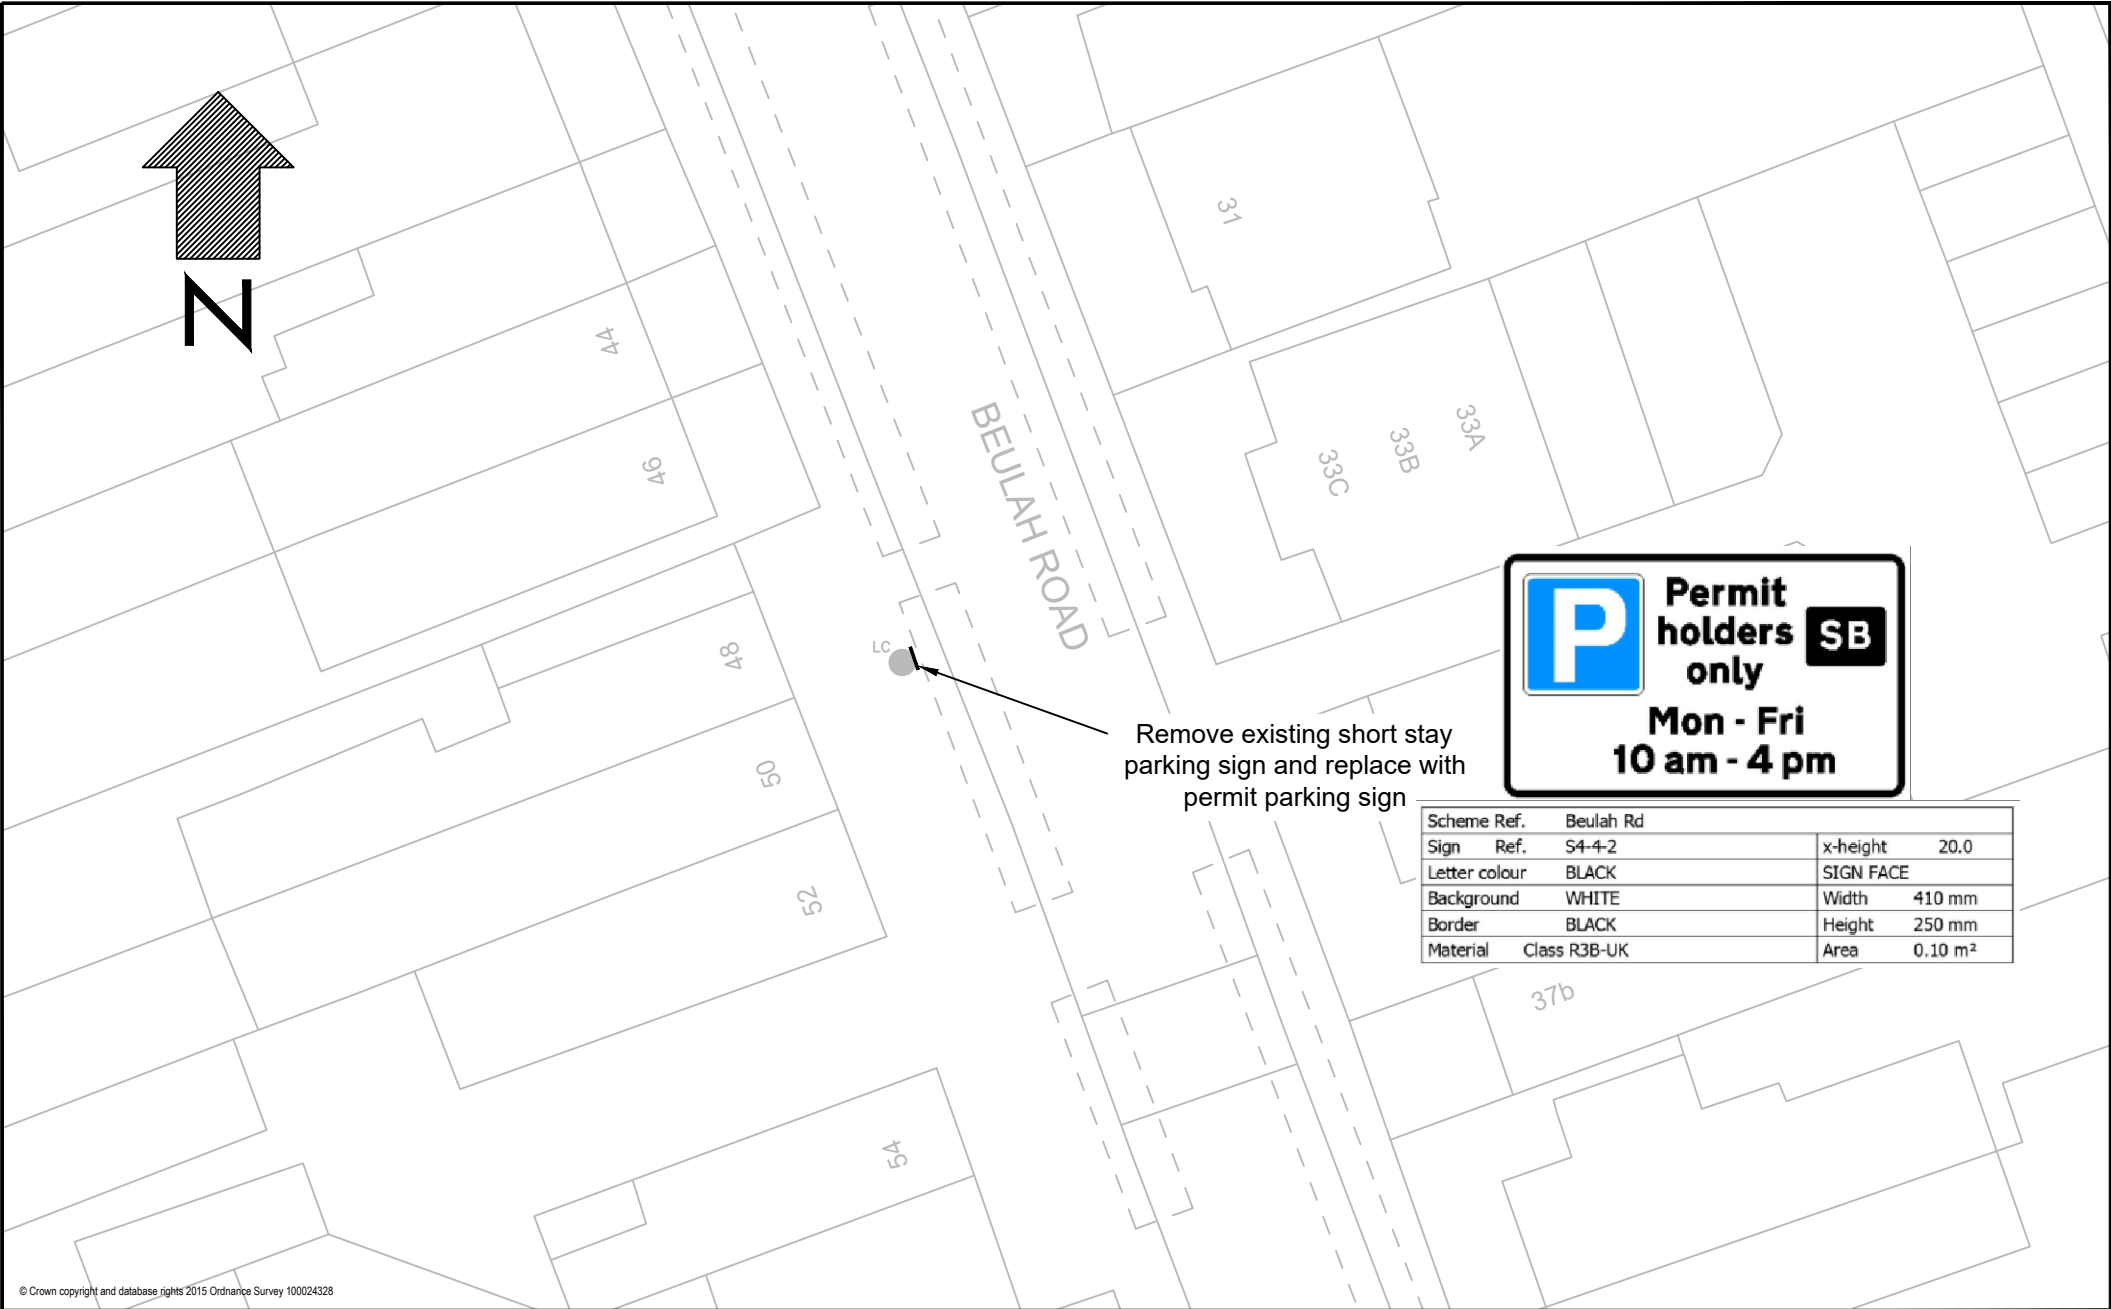 N
31
44
46
BEULAH ROAD
33A
33B
33C
48
LC
50
52
54
37b
Remove existing short stay
parking sign and replace with
permit parking sign
P
Permit
holders
only
SB
Mon - Fri
10 am - 4 pm
Scheme Ref. Beulah Rd
Sign Ref. S4-4-2 x-height 20.0
Letter colour BLACK SIGN FACE
Background WHITE Width 410 mm
Border BLACK Height 250 mm
Material Class R3B-UK Area 0.10 m²
© Crown copyright and database rights 2015 Ordnance Survey 100024328